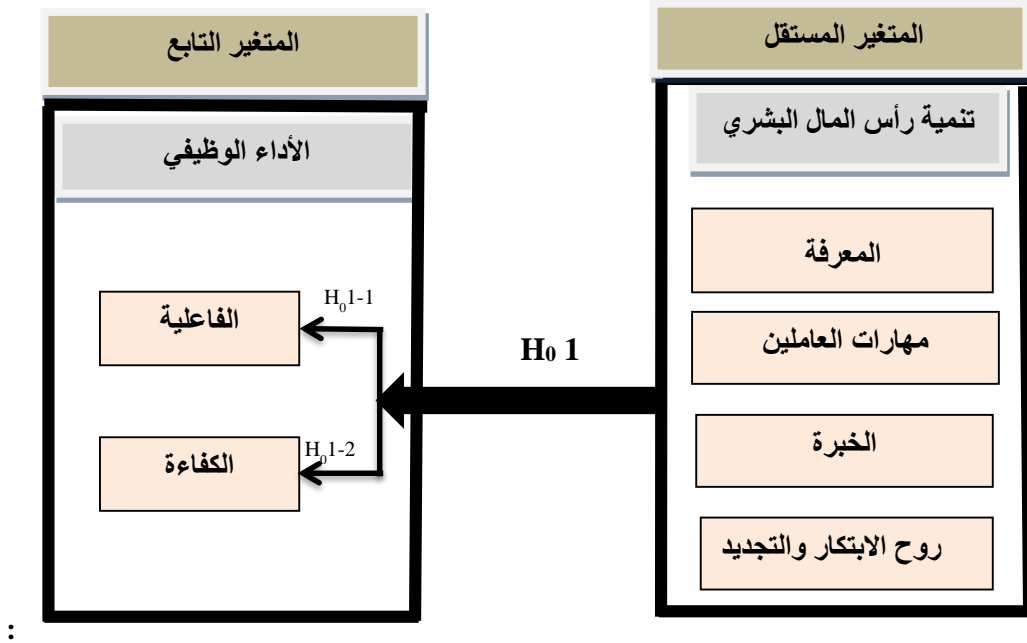 المتغير المستقل
تنمية رأس المال البشري
المعرفة
مهارات العاملين
الخبرة
روح الابتكار والتجديد
H₀ 1
المتغير التابع
الأداء الوظيفي
H₀1-1
الفاعلية
H₀1-2
الكفاءة
: